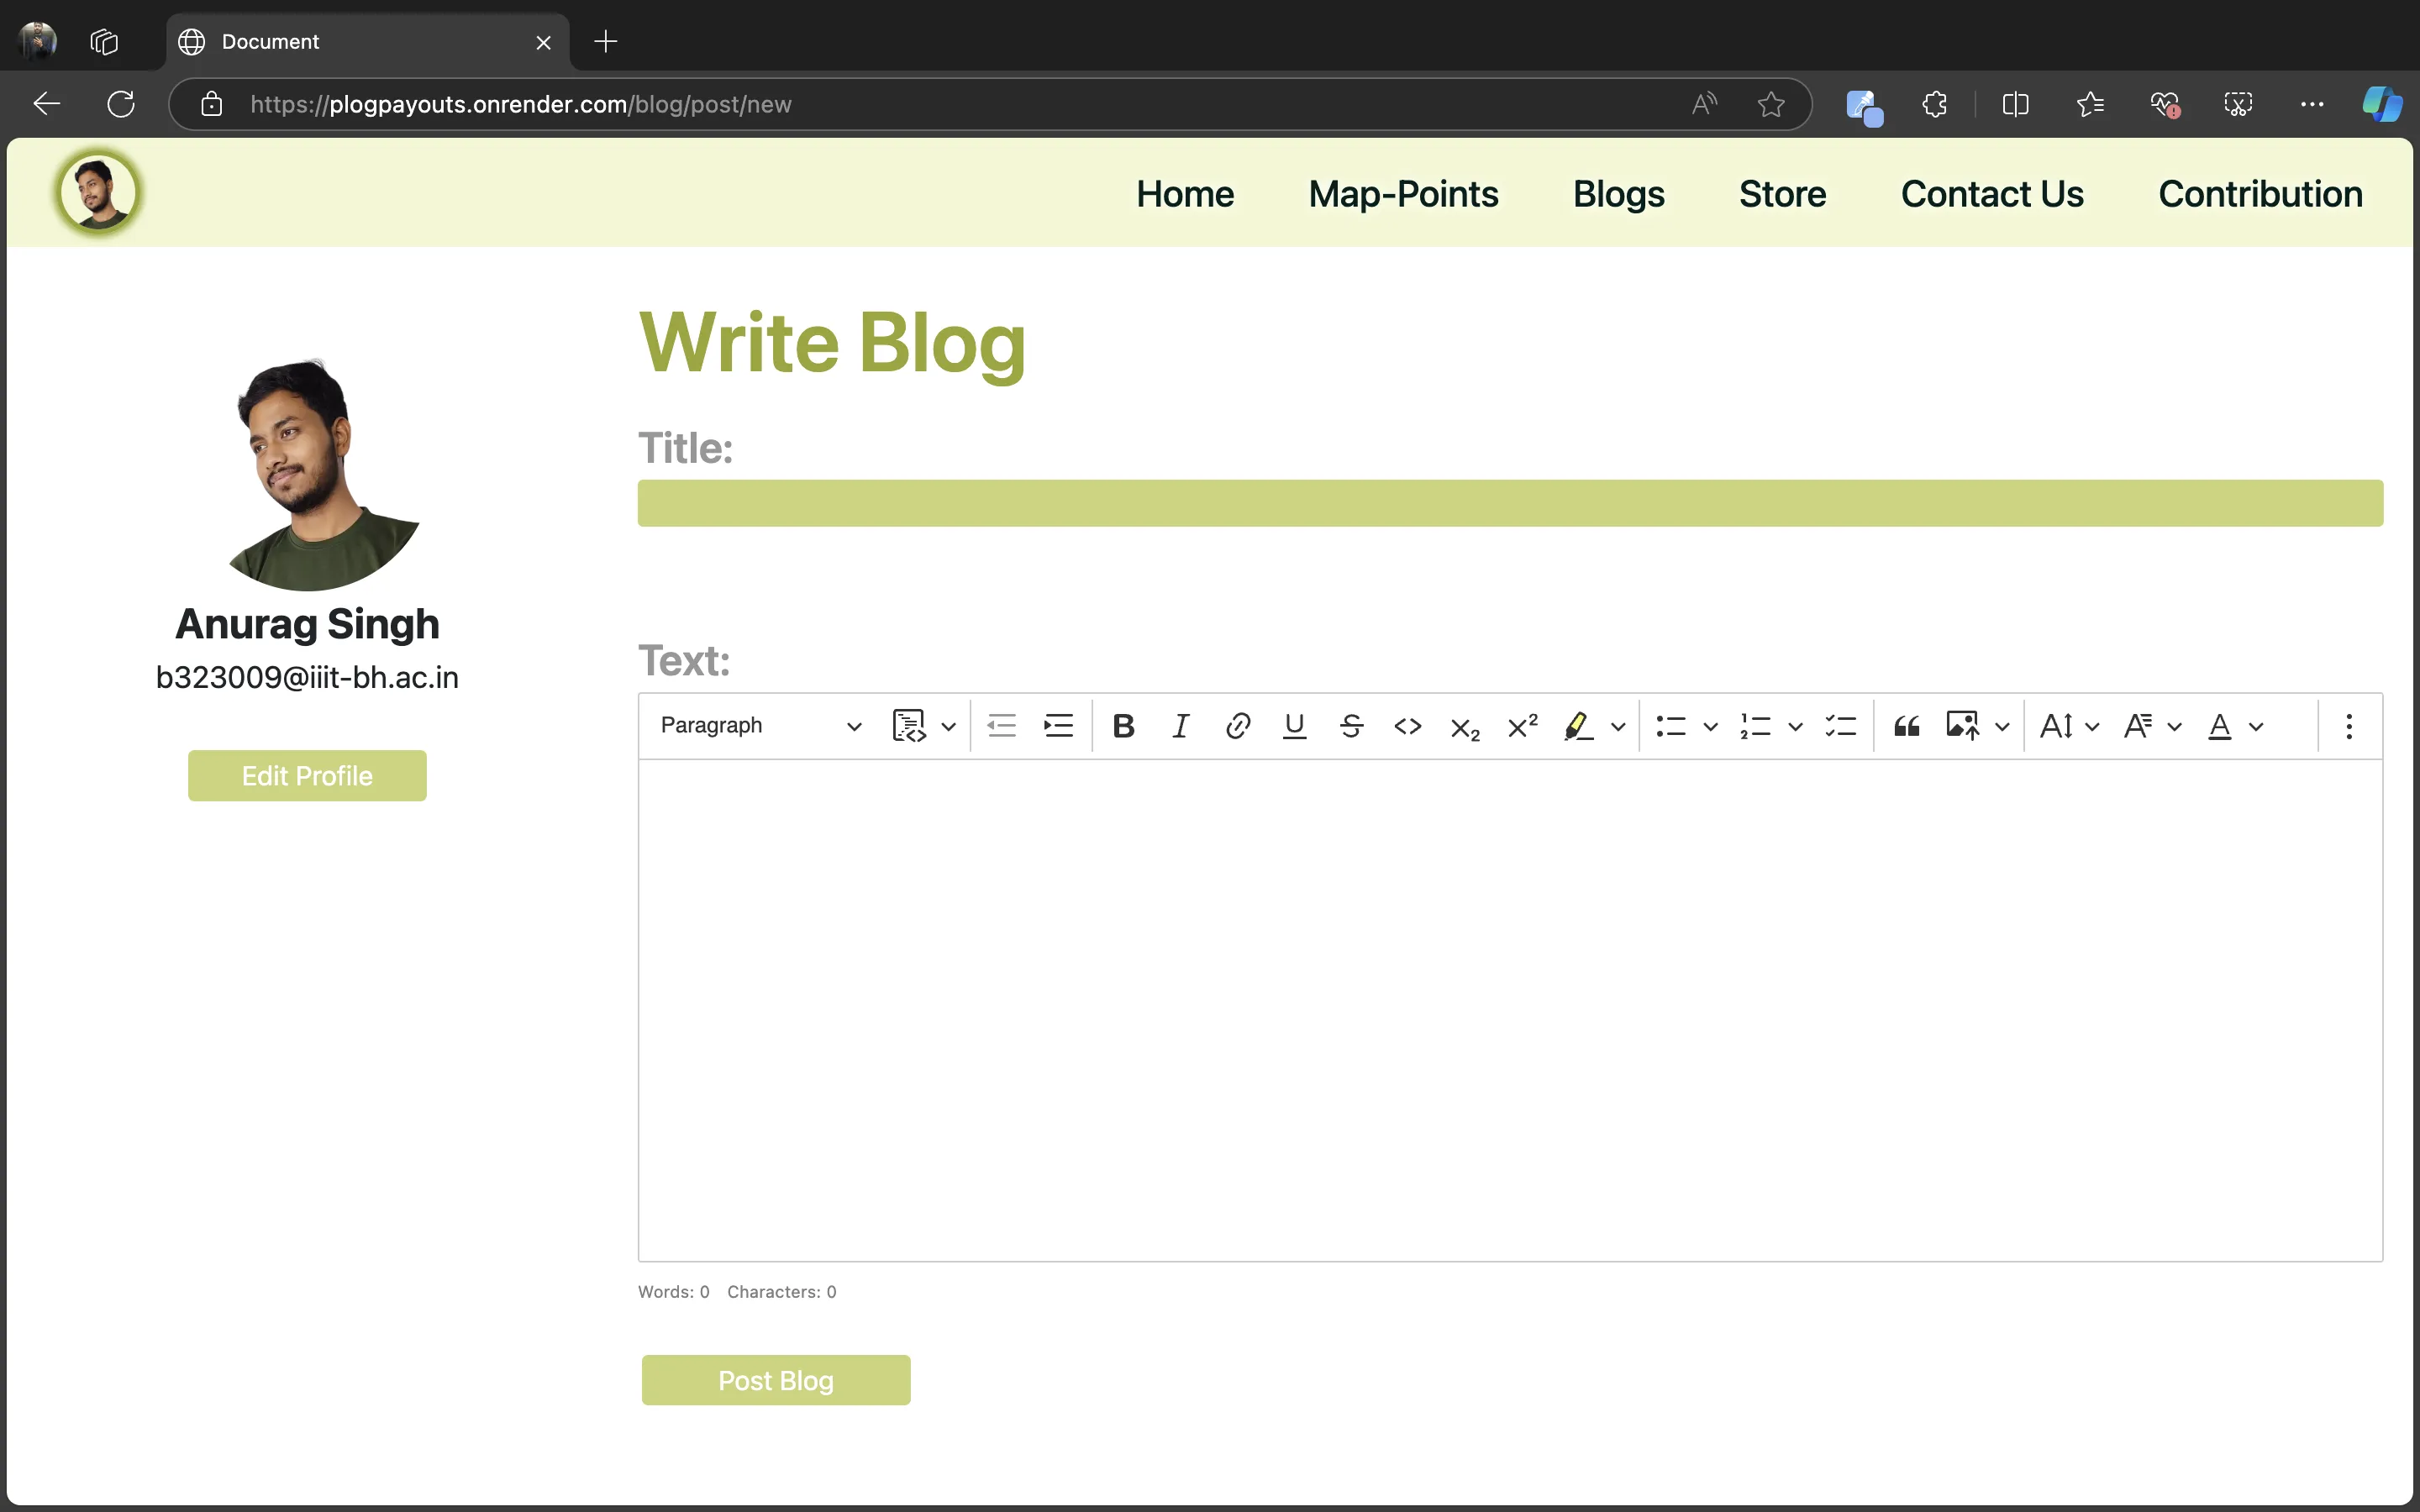 Document
https://plogpayouts.onrender.com/blog/post/new
Home Map-Points Blogs Store Contact Us Contribution
Write Blog
Title:
Anurag Singh
b323009@iiit-bh.ac.in
Edit Profile
Text:
Paragraph
Words: 0 Characters: 0
Post Blog